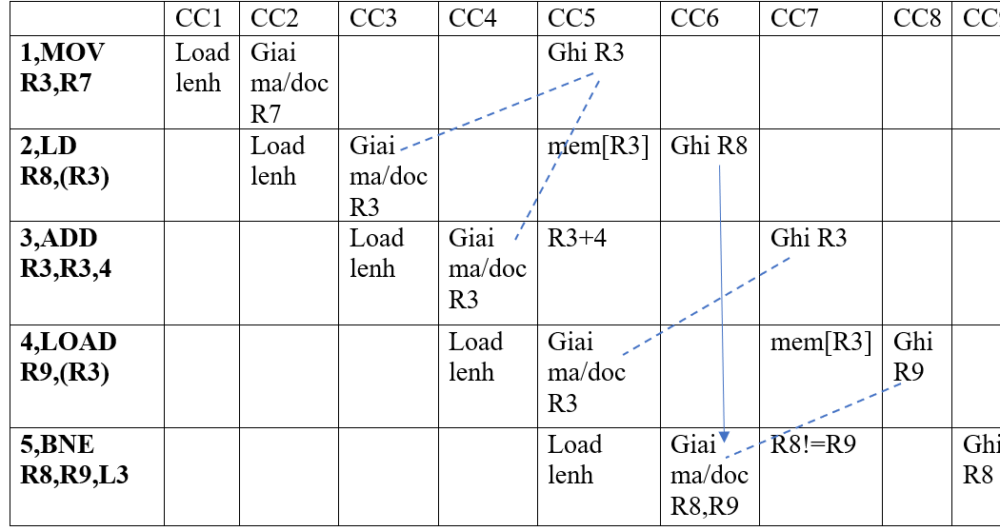 CC1 CC2 CC3 CC4 CC5 CC6 CC7 CC8
1,MOV Load Giai Ghi R3
R3,R7 lenh ma/doc
R7
2,LD Load Giai mem[R3] Ghi R8
R8,(R3) lenh ma/doc
R3
3,ADD Load Giai R3+4 Ghi R3
R3,R3,4 lenh ma/doc
R3
4,LOAD Load Giai mem[R3] Ghi
R9,(R3) lenh ma/doc R9
R3
5,BNE Load Giai R8!=R9 Ghi
R8,R9,L3 lenh ma/doc R8
R8,R9